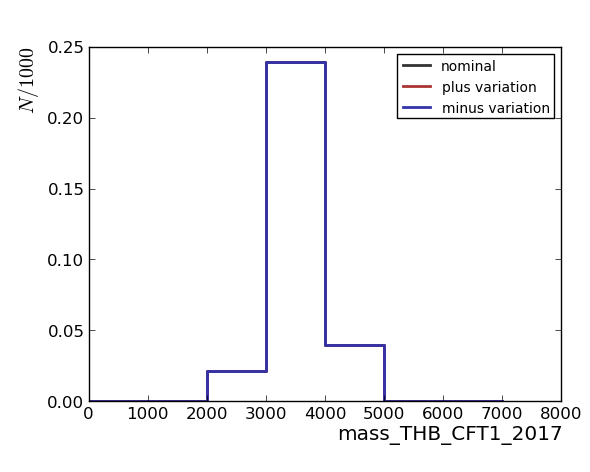 0.25
0.20
0.15
0.10
0.05
0.00
N/1000
nominal
plus variation
minus variation
0 1000 2000 3000 4000 5000 6000 7000 8000
mass_THB_CFT1_2017